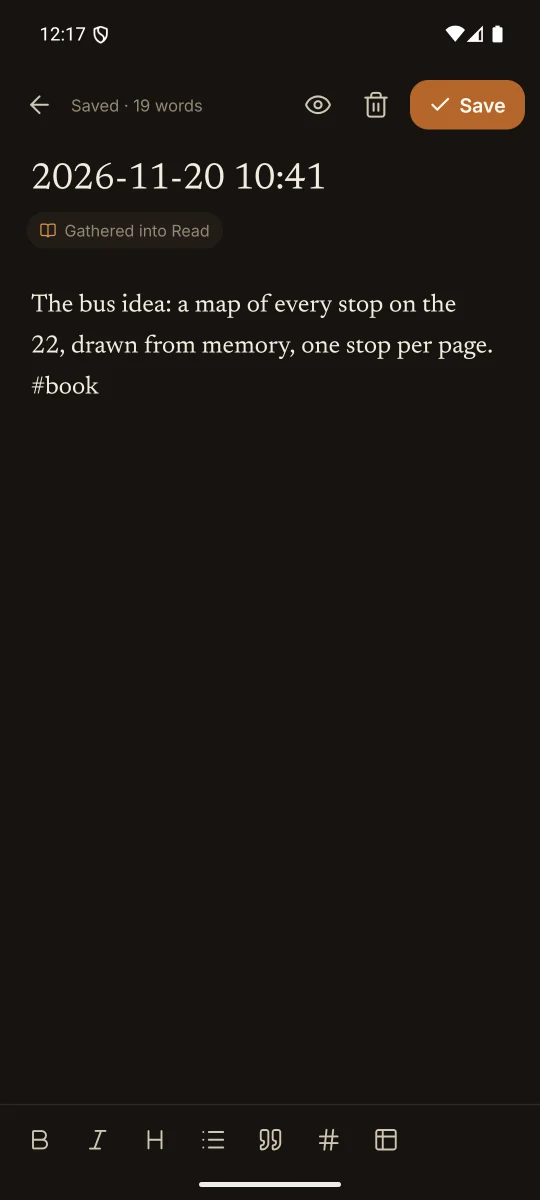 12:17
Saved · 19 words
Save
2026-11-20 10:41
Gathered into Read
The bus idea: a map of every stop on the
22, drawn from memory, one stop per page.
#book
B I H